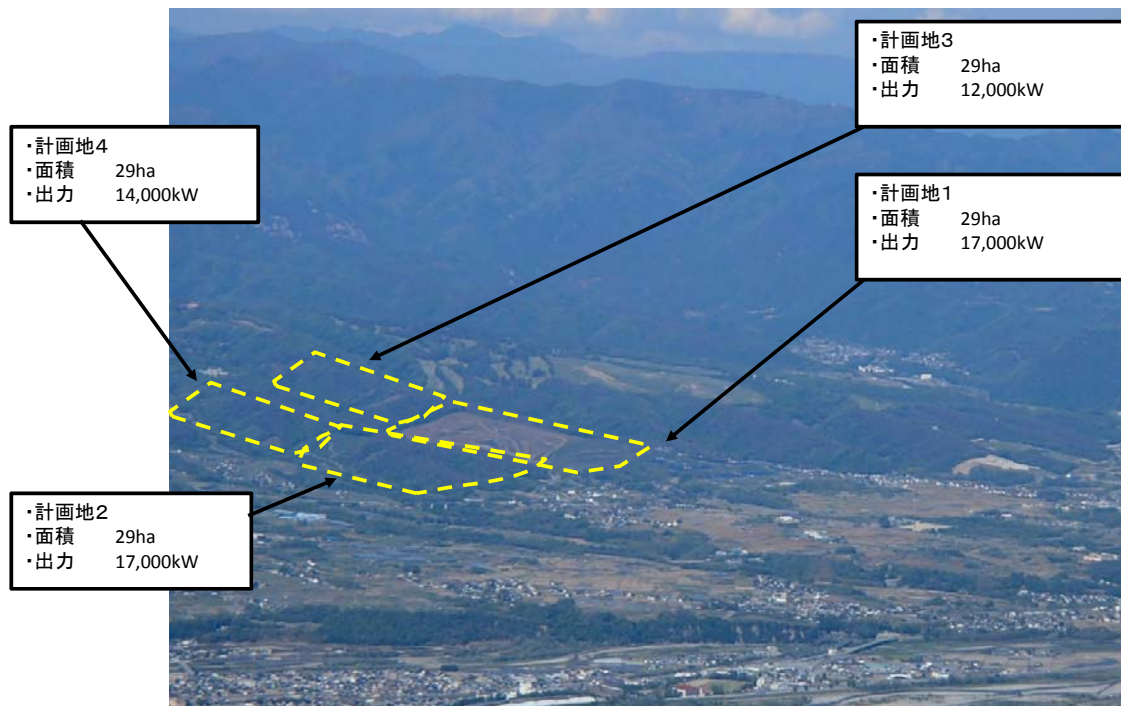 ・計画地3
・面積 29ha
・出力 12,000kW
・計画地4
・面積 29ha
・出力 14,000kW
・計画地1
・面積 29ha
・出力 17,000kW
・計画地2
・面積 29ha
・出力 17,000kW